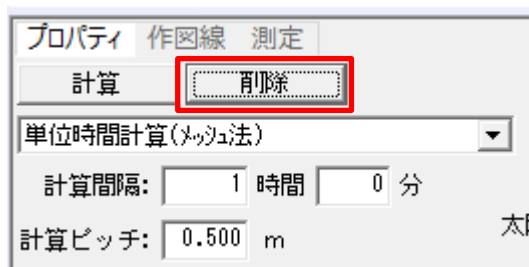 プロパティ 作図線 測定
計算 削除
単位時間計算(メッシュ法)
計算間隔: 1 時間 0 分
計算ピッチ: 0.500 m
太